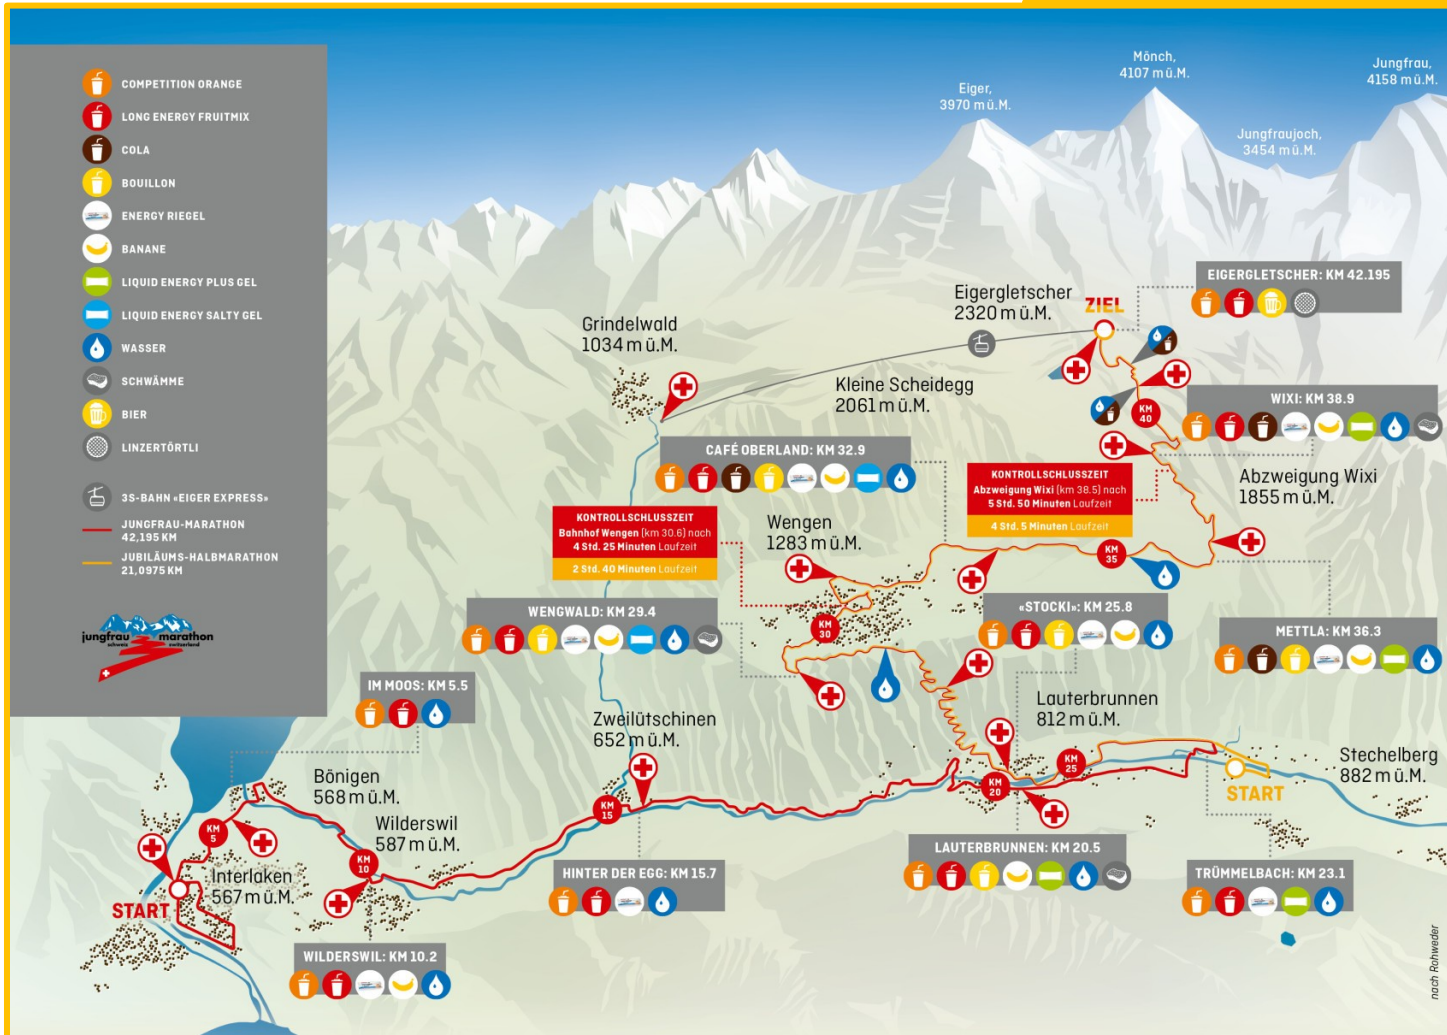 COMPETITION ORANGE
LONG ENERGY FRUITMIX
COLA
BOUILLON
ENERGY RIEGEL
BANANE
LIQUID ENERGY PLUS GEL
LIQUID ENERGY SALTY GEL
WASSER
SCHWÄMME
BIER
LINZERTÖRTLI
3S-BAHN «EIGER EXPRESS»
JUNGFRAU-MARATHON
42,195 KM
JUBILÄUMS-HALBMARATHON
21,0975 KM
jungfrau marathon
schweiz switzerland
Eiger,
3970 m ü.M.
Mönch,
4107 m ü.M.
Jungfraujoch,
3454 m ü.M.
Jungfrau,
4158 m ü.M.
EIGERGLETSCHER: KM 42.195
Eigergletscher
2320 m ü.M.
ZIEL
Grindelwald
1034 m ü.M.
Kleine Scheidegg
2061 m ü.M.
KM
40
WIXI: KM 38.9
CAFÉ OBERLAND: KM 32.9
KONTROLLSCHLUSSZEIT
Abzweigung Wixi (km 38.5) nach
5 Std. 50 Minuten Laufzeit
4 Std. 5 Minuten Laufzeit
Abzweigung Wixi
1855 m ü.M.
KONTROLLSCHLUSSZEIT
Bahnhof Wengen (km 30.6) nach
4 Std. 25 Minuten Laufzeit
2 Std. 40 Minuten Laufzeit
Wengen
1283 m ü.M.
KM
35
WENGWALD: KM 29.4
KM
30
«STOCKI»: KM 25.8
METTLA: KM 36.3
IM MOOS: KM 5.5
Zweilütschinen
652 m ü.M.
Lauterbrunnen
812 m ü.M.
Stechelberg
882 m ü.M.
Bönigen
568 m ü.M.
KM
25
KM
20
START
KM
15
Wilderswil
587 m ü.M.
KM
5
KM
10
Interlaken
567 m ü.M.
START
HINTER DER EGG: KM 15.7
LAUTERBRUNNEN: KM 20.5
TRÜMMELBACH: KM 23.1
WILDERSWIL: KM 10.2
nach Rohweder